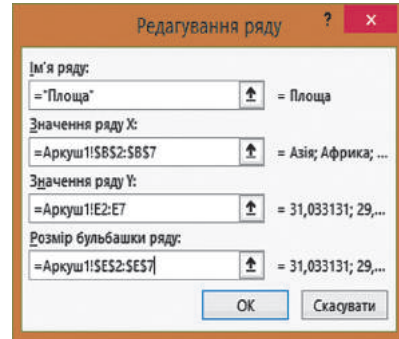 Редагування ряду ? ×
Ім'я ряду:
="Площа" = Площа
Значення ряду X:
=Аркуш1!$B$2:$B$7 = Азія; Африка; ...
Значення ряду Y:
=Аркуш1!E2:E7 = 31,033131; 29,...
Розмір бульбашки ряду:
=Аркуш1!$E$2:$E$7 = 31,033131; 29,...
ОК Скасувати